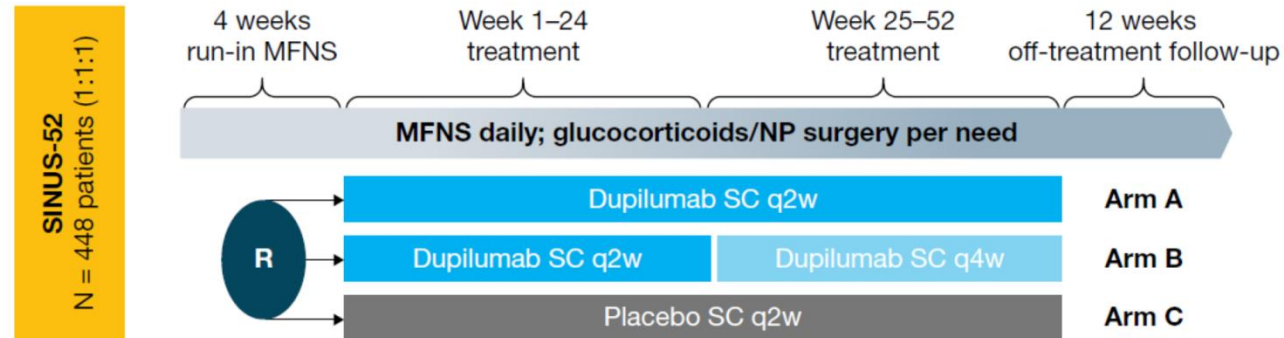 SINUS-52
N = 448 patients (1:1:1)
4 weeks
run-in MFNS
Week 1–24
treatment
Week 25–52
treatment
12 weeks
off-treatment follow-up
MFNS daily; glucocorticoids/NP surgery per need
R
Dupilumab SC q2w
Arm A
Dupilumab SC q2w
Dupilumab SC q4w
Arm B
Placebo SC q2w
Arm C